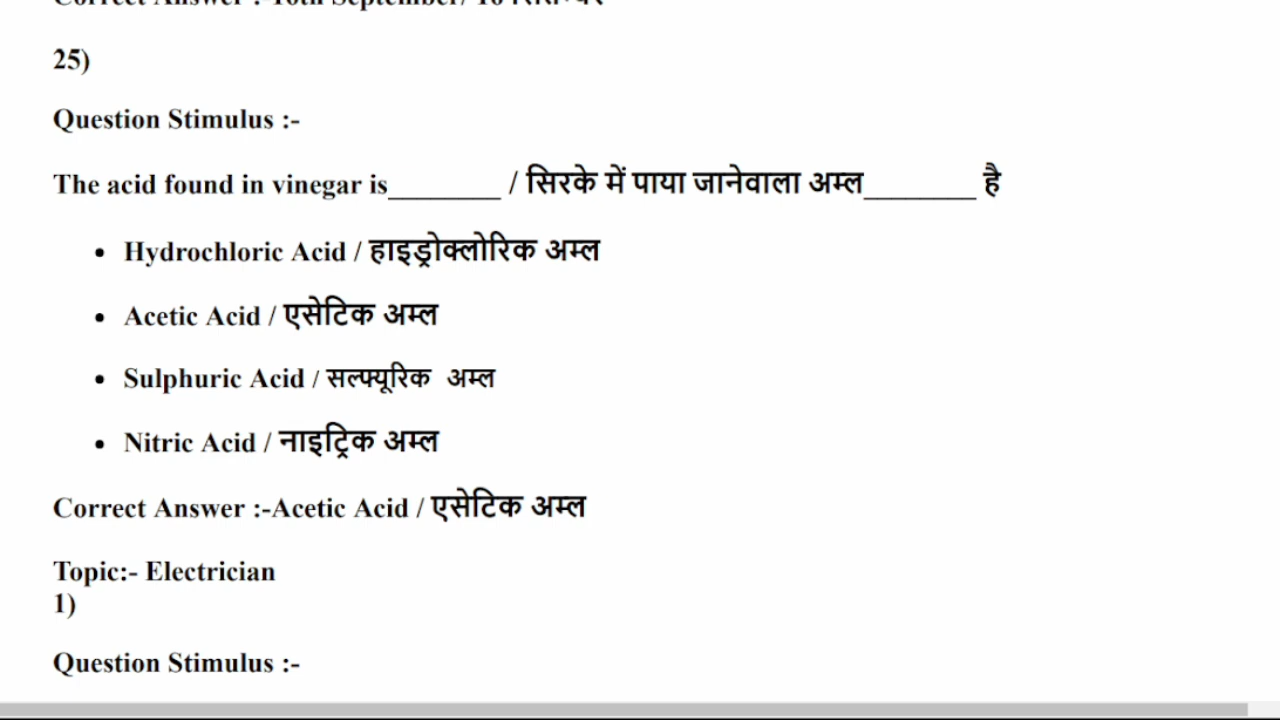 25)
Question Stimulus :-
The acid found in vinegar is________ / सिरके में पाया जानेवाला अम्ल________ है
Hydrochloric Acid / हाइड्रोक्लोरिक अम्ल
Acetic Acid / एसेटिक अम्ल
Sulphuric Acid / सल्फ्यूरिक अम्ल
Nitric Acid / नाइट्रिक अम्ल
Correct Answer :-Acetic Acid / एसेटिक अम्ल
Topic:- Electrician
1)
Question Stimulus :-